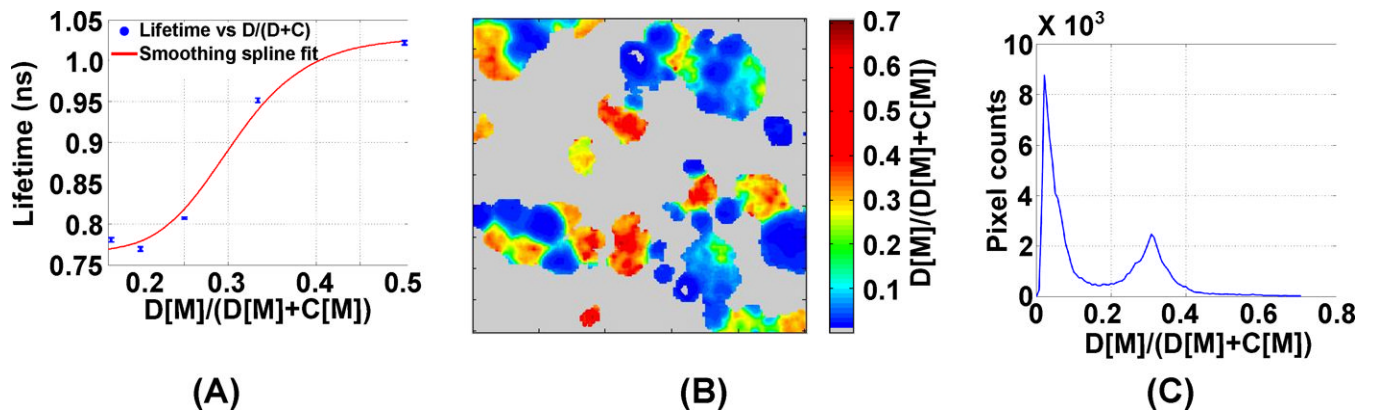 1.05
1.0
0.95
0.9
0.85
0.8
0.75
Lifetime (ns)
Lifetime vs D/(D+C)
Smoothing spline fit
0.2
0.3
0.4
0.5
D[M]/(D[M]+C[M])
(A)
0.7
0.6
0.5
0.4
0.3
0.2
0.1
D[M]/(D[M]+C[M])
(B)
X 10³
10
8
6
4
2
0
Pixel counts
0
0.2
0.4
0.6
0.8
D[M]/(D[M]+C[M])
(C)